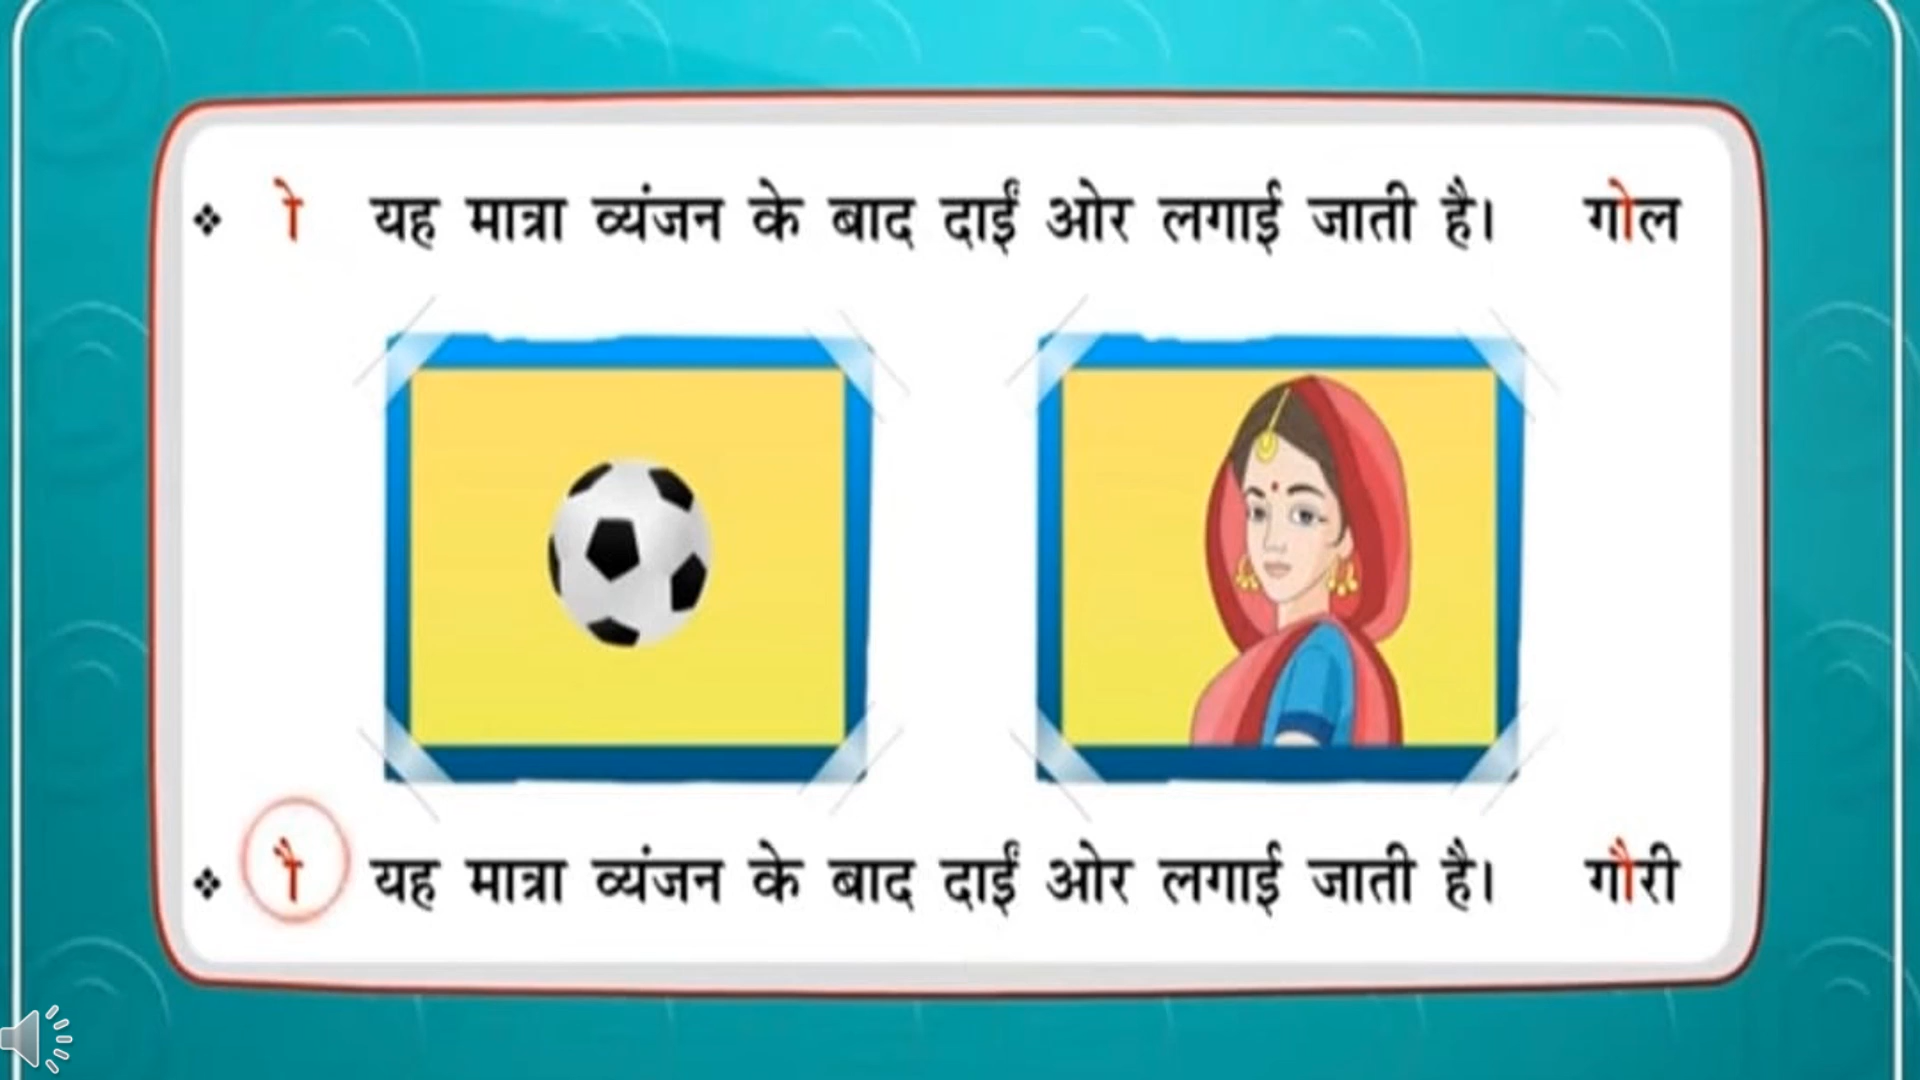 ❖ ो यह मात्रा व्यंजन के बाद दाईं ओर लगाई जाती है। गोल
❖ ौ यह मात्रा व्यंजन के बाद दाईं ओर लगाई जाती है। गौरी